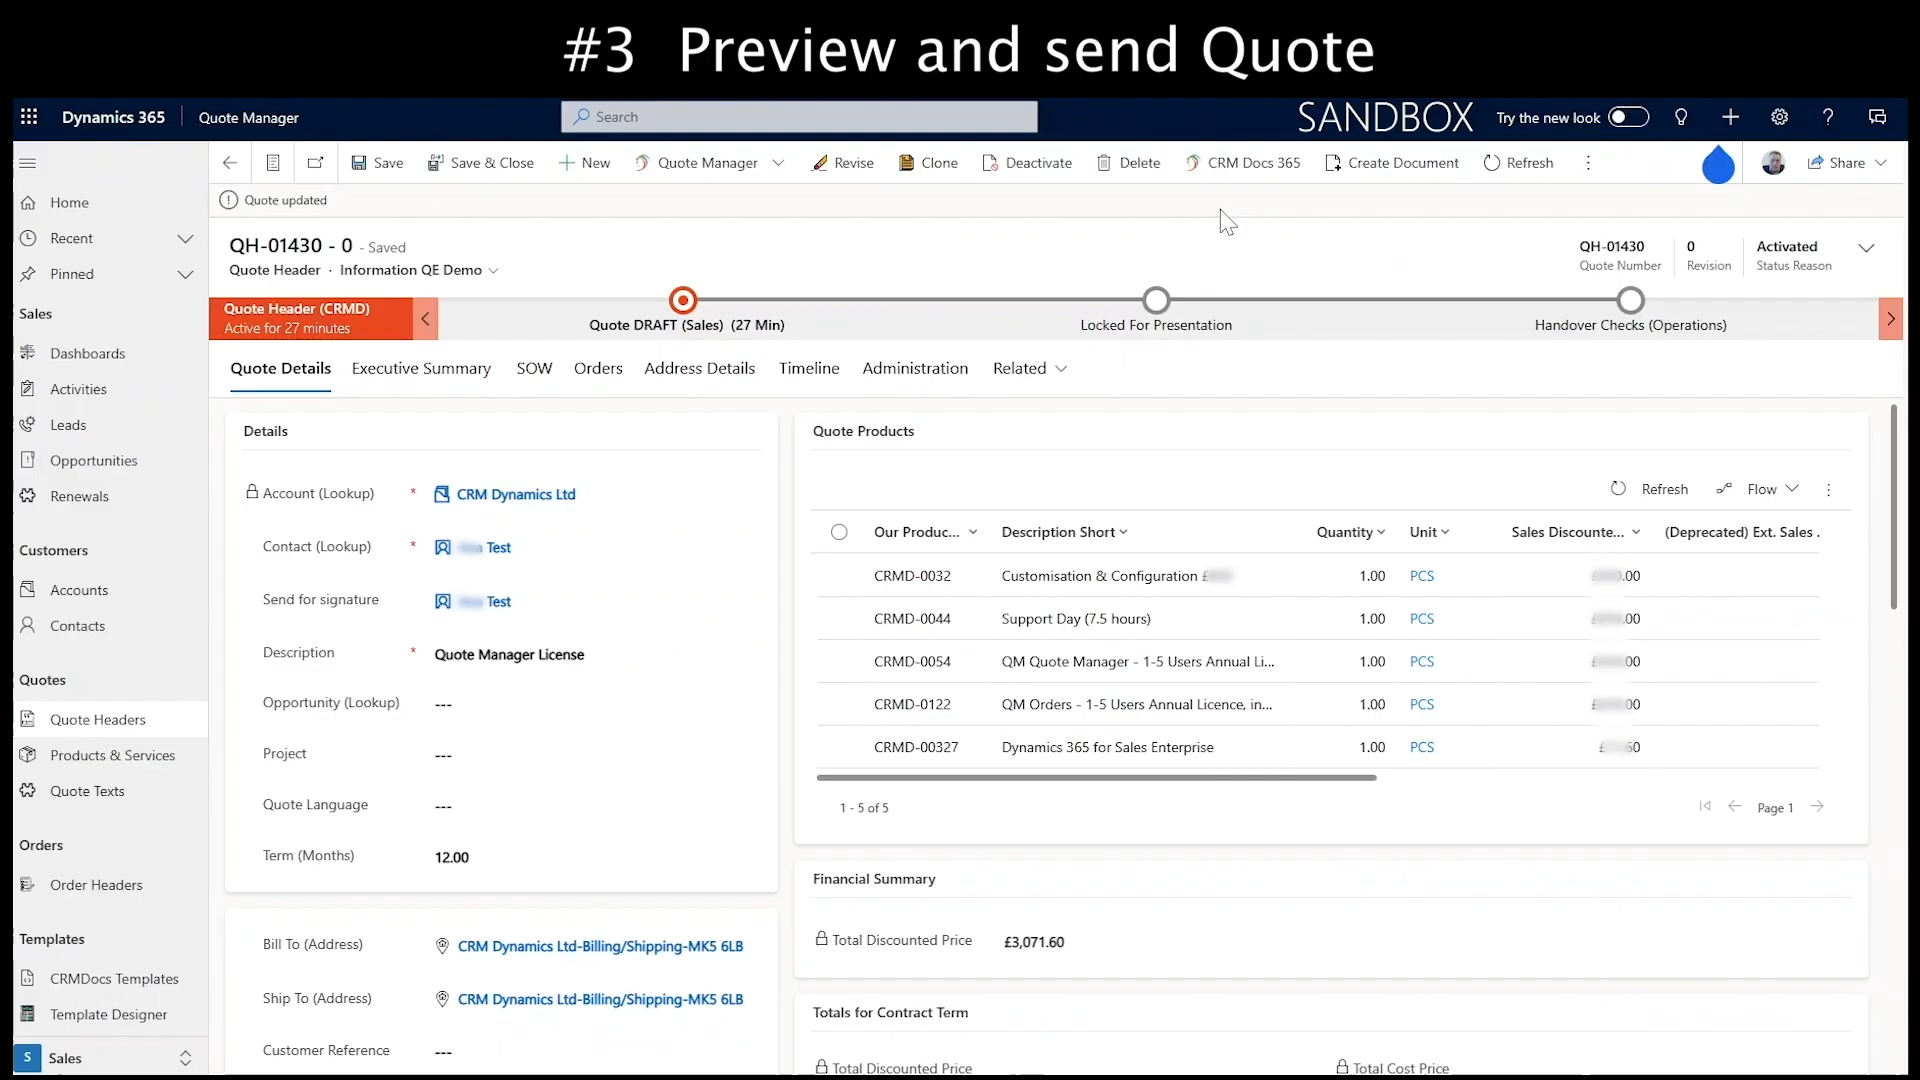 #3 Preview and send Quote
Dynamics 365
Quote Manager
Search
SANDBOX
Try the new look
Save
Save & Close
New
Quote Manager
Revise
Clone
Deactivate
Delete
CRM Docs 365
Create Document
Refresh
Share
Quote updated
Home
Recent
Pinned
Sales
Dashboards
Activities
Leads
Opportunities
Renewals
Customers
Accounts
Contacts
Quotes
Quote Headers
Products & Services
Quote Texts
Orders
Order Headers
Templates
CRMDocs Templates
Template Designer
S Sales
QH-01430 - 0 - Saved
Quote Header · Information QE Demo
QH-01430
Quote Number
0
Revision
Activated
Status Reason
Quote Header (CRMD)
Active for 27 minutes
Quote DRAFT (Sales) (27 Min)
Locked For Presentation
Handover Checks (Operations)
Quote Details
Executive Summary
SOW
Orders
Address Details
Timeline
Administration
Related
Details
Account (Lookup) * CRM Dynamics Ltd
Contact (Lookup) * Test
Send for signature Test
Description * Quote Manager License
Opportunity (Lookup) ---
Project ---
Quote Language ---
Term (Months) 12.00
Bill To (Address) CRM Dynamics Ltd-Billing/Shipping-MK5 6LB
Ship To (Address) CRM Dynamics Ltd-Billing/Shipping-MK5 6LB
Customer Reference ---
Quote Products
Refresh
Flow
Our Produc... Description Short Quantity Unit Sales Discounte... (Deprecated) Ext. Sales .
CRMD-0032 Customisation & Configuration 1.00 PCS
CRMD-0044 Support Day (7.5 hours) 1.00 PCS
CRMD-0054 QM Quote Manager - 1-5 Users Annual Li... 1.00 PCS
CRMD-0122 QM Orders - 1-5 Users Annual Licence, in... 1.00 PCS
CRMD-00327 Dynamics 365 for Sales Enterprise 1.00 PCS
1 - 5 of 5
Page 1
Financial Summary
Total Discounted Price £3,071.60
Totals for Contract Term
Total Discounted Price
Total Cost Price